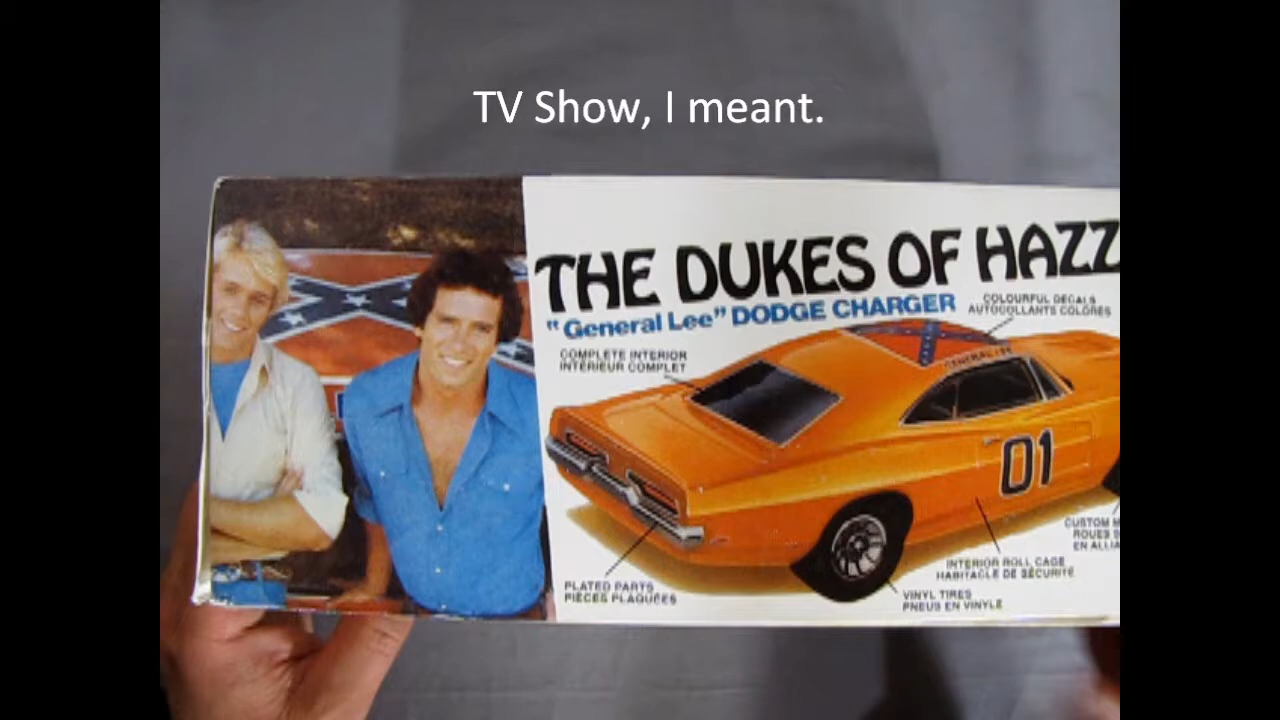 TV Show, I meant.
THE DUKES OF HAZZ
"General Lee" DODGE CHARGER
COLOURFUL DECALS
AUTOCOLLANTS COLORÉS
COMPLETE INTERIOR
INTÉRIEUR COMPLET
GENERAL LEE
01
CUSTOM M
ROUES S
EN ALLIA
INTERIOR ROLL CAGE
HABITACLE DE SÉCURITÉ
PLATED PARTS
PIÈCES PLAQUÉES
VINYL TIRES
PNEUS EN VINYLE